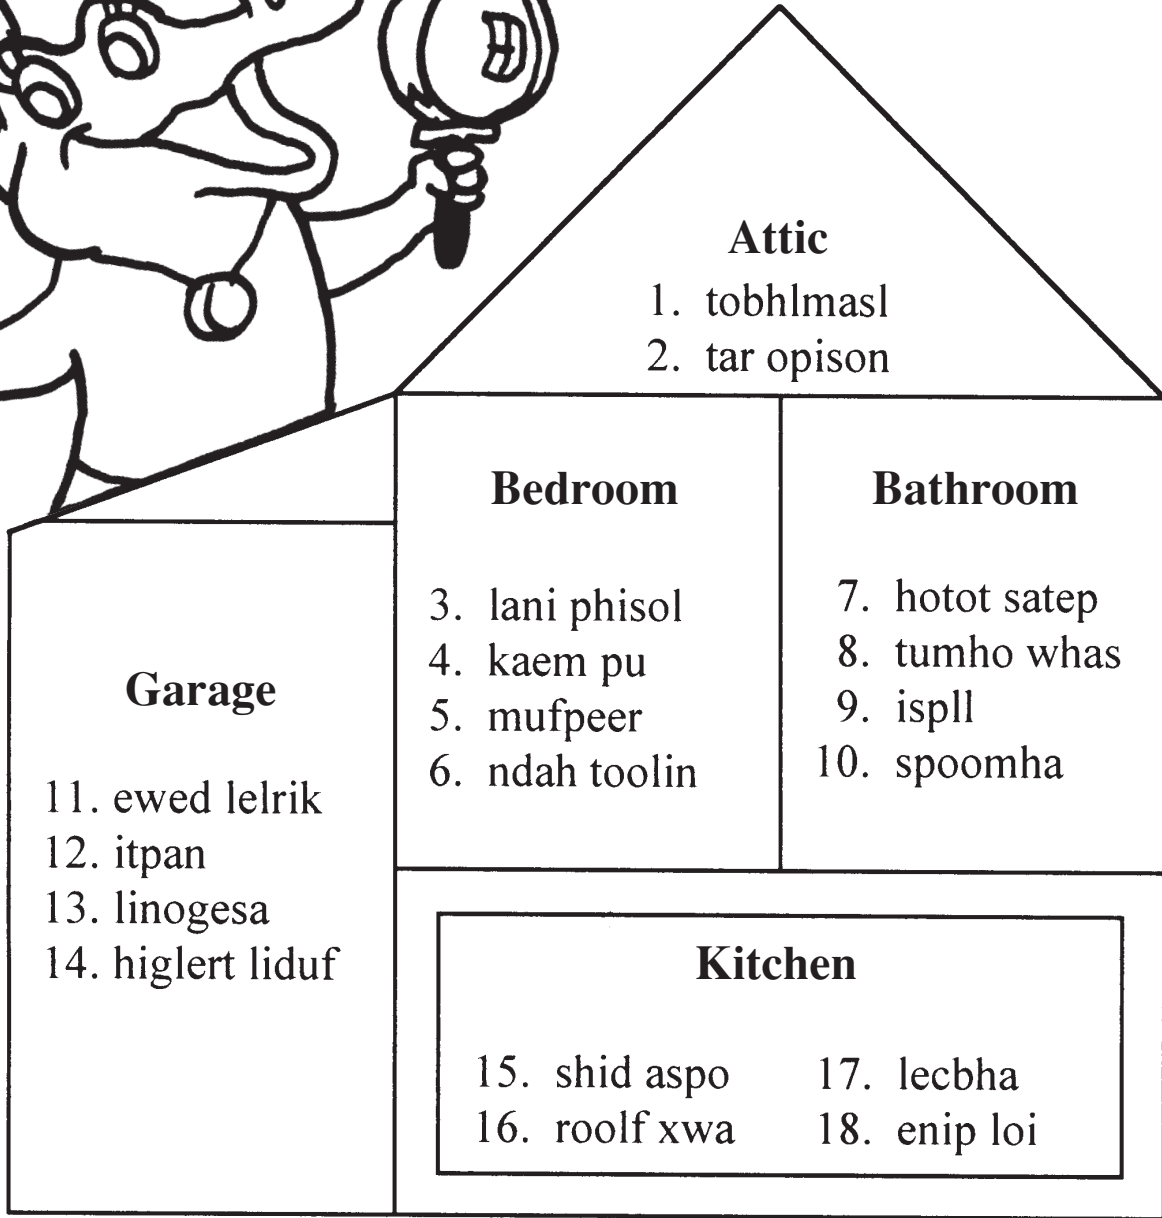 Attic
1. tobhlmasl
2. tar opison
Bedroom
3. lani phisol
4. kaem pu
5. mufpeer
6. ndah toolin
Bathroom
7. hotot satep
8. tumho whas
9. ispll
10. spoomha
Garage
11. ewed lelrik
12. itpan
13. linogesa
14. higlert liduf
Kitchen
15. shid aspo
16. roolf xwa
17. lecbha
18. enip loi